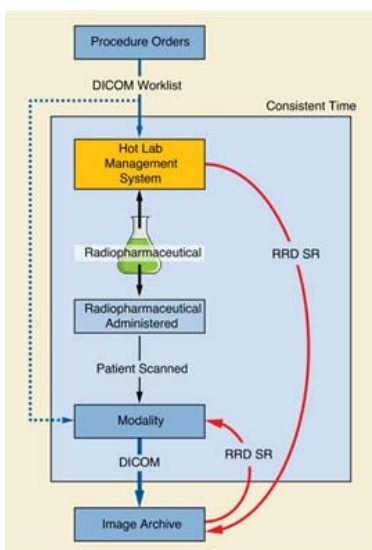 Procedure Orders
DICOM Worklist
Consistent Time
Hot Lab
Management
System
Radiopharmaceutical
RRD SR
Radiopharmaceutical
Administered
Patient Scanned
Modality
DICOM
RRD SR
Image Archive